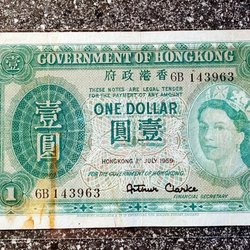 GOVERNMENT OF HONGKONG
府政港香
6B 143963
THESE NOTES ARE LEGAL TENDER
FOR THE PAYMENT OF ANY AMOUNT
ONE DOLLAR
圓壹
壹圓
HONGKONG 1ST JULY 1959
FOR THE GOVERNMENT OF HONGKONG.
6B 143963
Arthur Clarke
FINANCIAL SECRETARY.
1